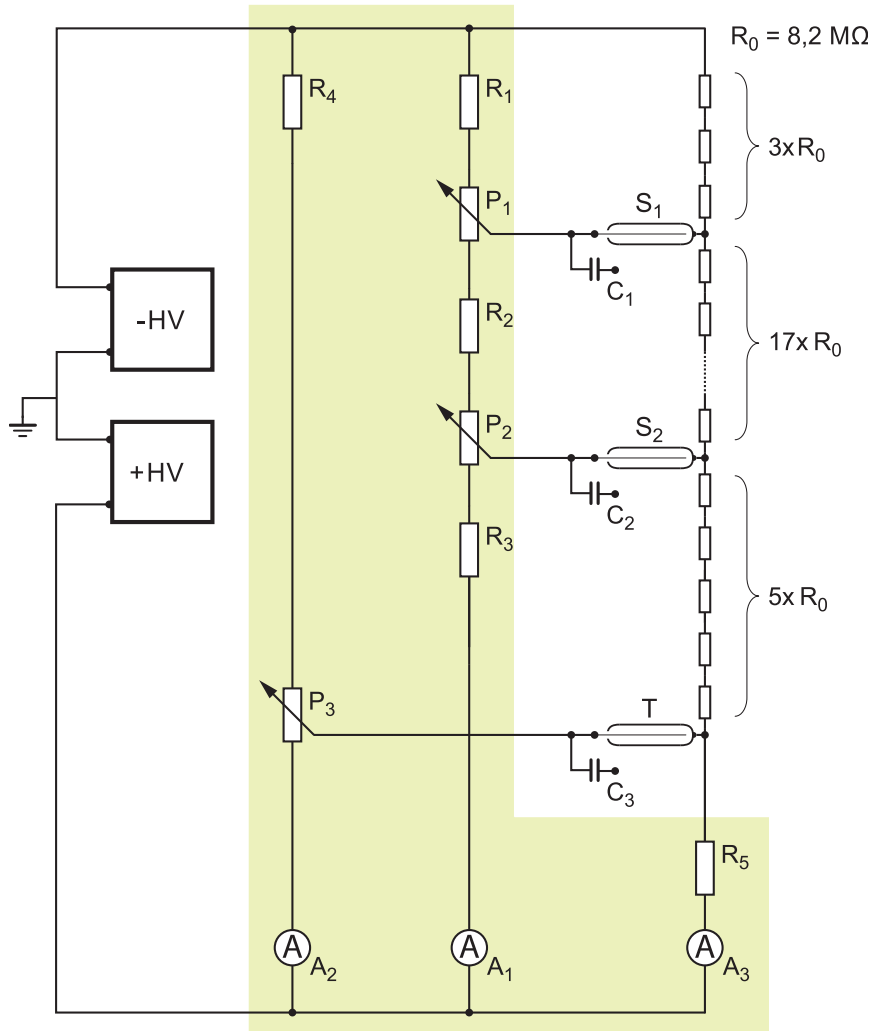 R₀ = 8,2 MΩ
R₄
R₁
3x R₀
P₁
S₁
C₁
-HV
R₂
17x R₀
P₂
S₂
+HV
C₂
R₃
5x R₀
P₃
T
C₃
R₅
A
A₂
A
A₁
A
A₃